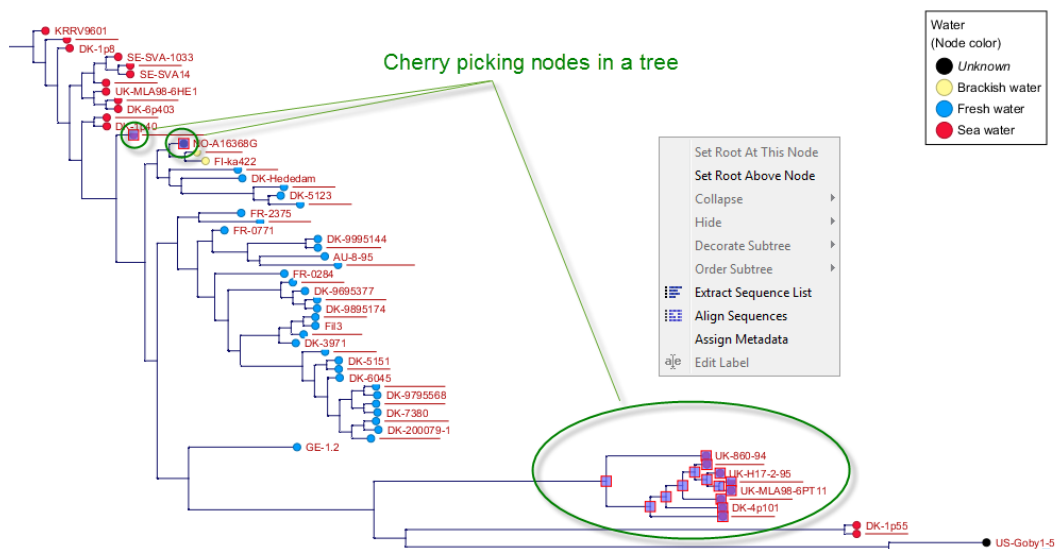 KRRV9601
DK-1p8
SE-SVA-1033
SE-SVA14
UK-MLA98-6HE1
DK-6p403
DK-1p40
Cherry picking nodes in a tree
NO-A16368G
FI-ka422
DK-Hededam
DK-5123
FR-2375
FR-0771
DK-9995144
AU-8-95
FR-0284
DK-9695377
DK-9895174
Fil3
DK-3971
DK-5151
DK-6045
DK-9795568
DK-7380
DK-200079-1
GE-1.2
UK-860-94
UK-H17-2-95
UK-MLA98-6PT11
DK-4p101
DK-1p55
US-Goby1-5
Set Root At This Node
Set Root Above Node
Collapse
Hide
Decorate Subtree
Order Subtree
Extract Sequence List
Align Sequences
Assign Metadata
Edit Label
Water
(Node color)
Unknown
Brackish water
Fresh water
Sea water